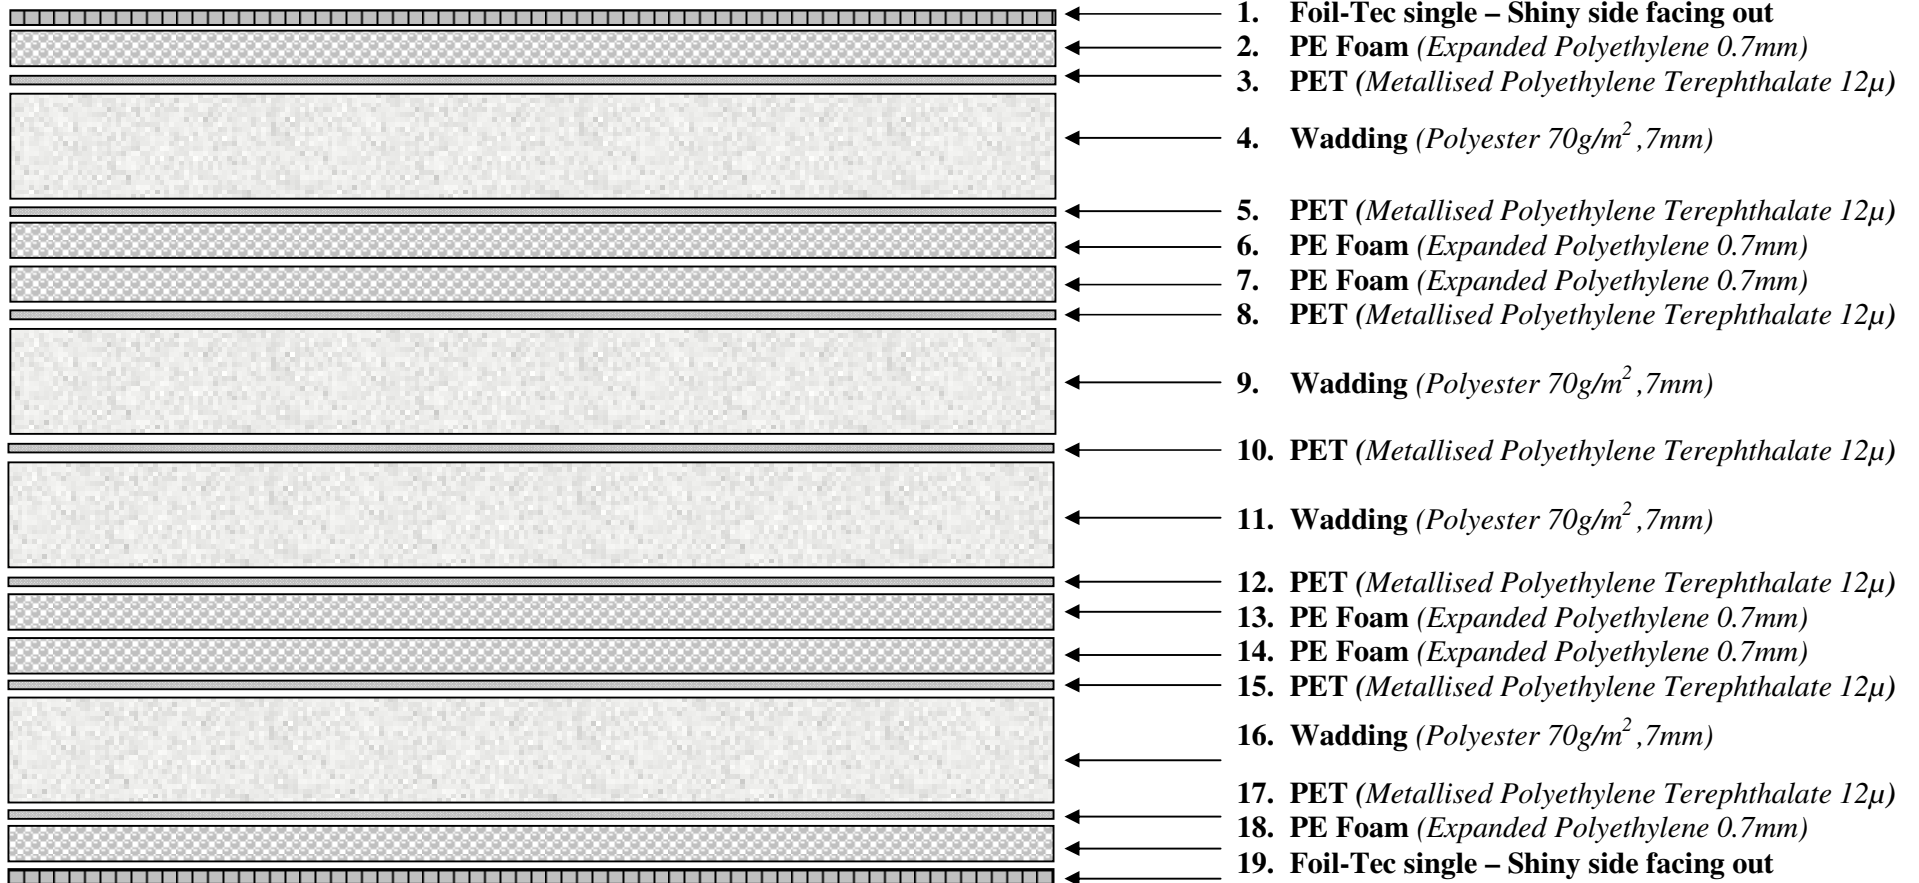 1. Foil-Tec single – Shiny side facing out
2. PE Foam (Expanded Polyethylene 0.7mm)
3. PET (Metallised Polyethylene Terephthalate 12µ)
4. Wadding (Polyester 70g/m² ,7mm)
5. PET (Metallised Polyethylene Terephthalate 12µ)
6. PE Foam (Expanded Polyethylene 0.7mm)
7. PE Foam (Expanded Polyethylene 0.7mm)
8. PET (Metallised Polyethylene Terephthalate 12µ)
9. Wadding (Polyester 70g/m² ,7mm)
10. PET (Metallised Polyethylene Terephthalate 12µ)
11. Wadding (Polyester 70g/m² ,7mm)
12. PET (Metallised Polyethylene Terephthalate 12µ)
13. PE Foam (Expanded Polyethylene 0.7mm)
14. PE Foam (Expanded Polyethylene 0.7mm)
15. PET (Metallised Polyethylene Terephthalate 12µ)
16. Wadding (Polyester 70g/m² ,7mm)
17. PET (Metallised Polyethylene Terephthalate 12µ)
18. PE Foam (Expanded Polyethylene 0.7mm)
19. Foil-Tec single – Shiny side facing out